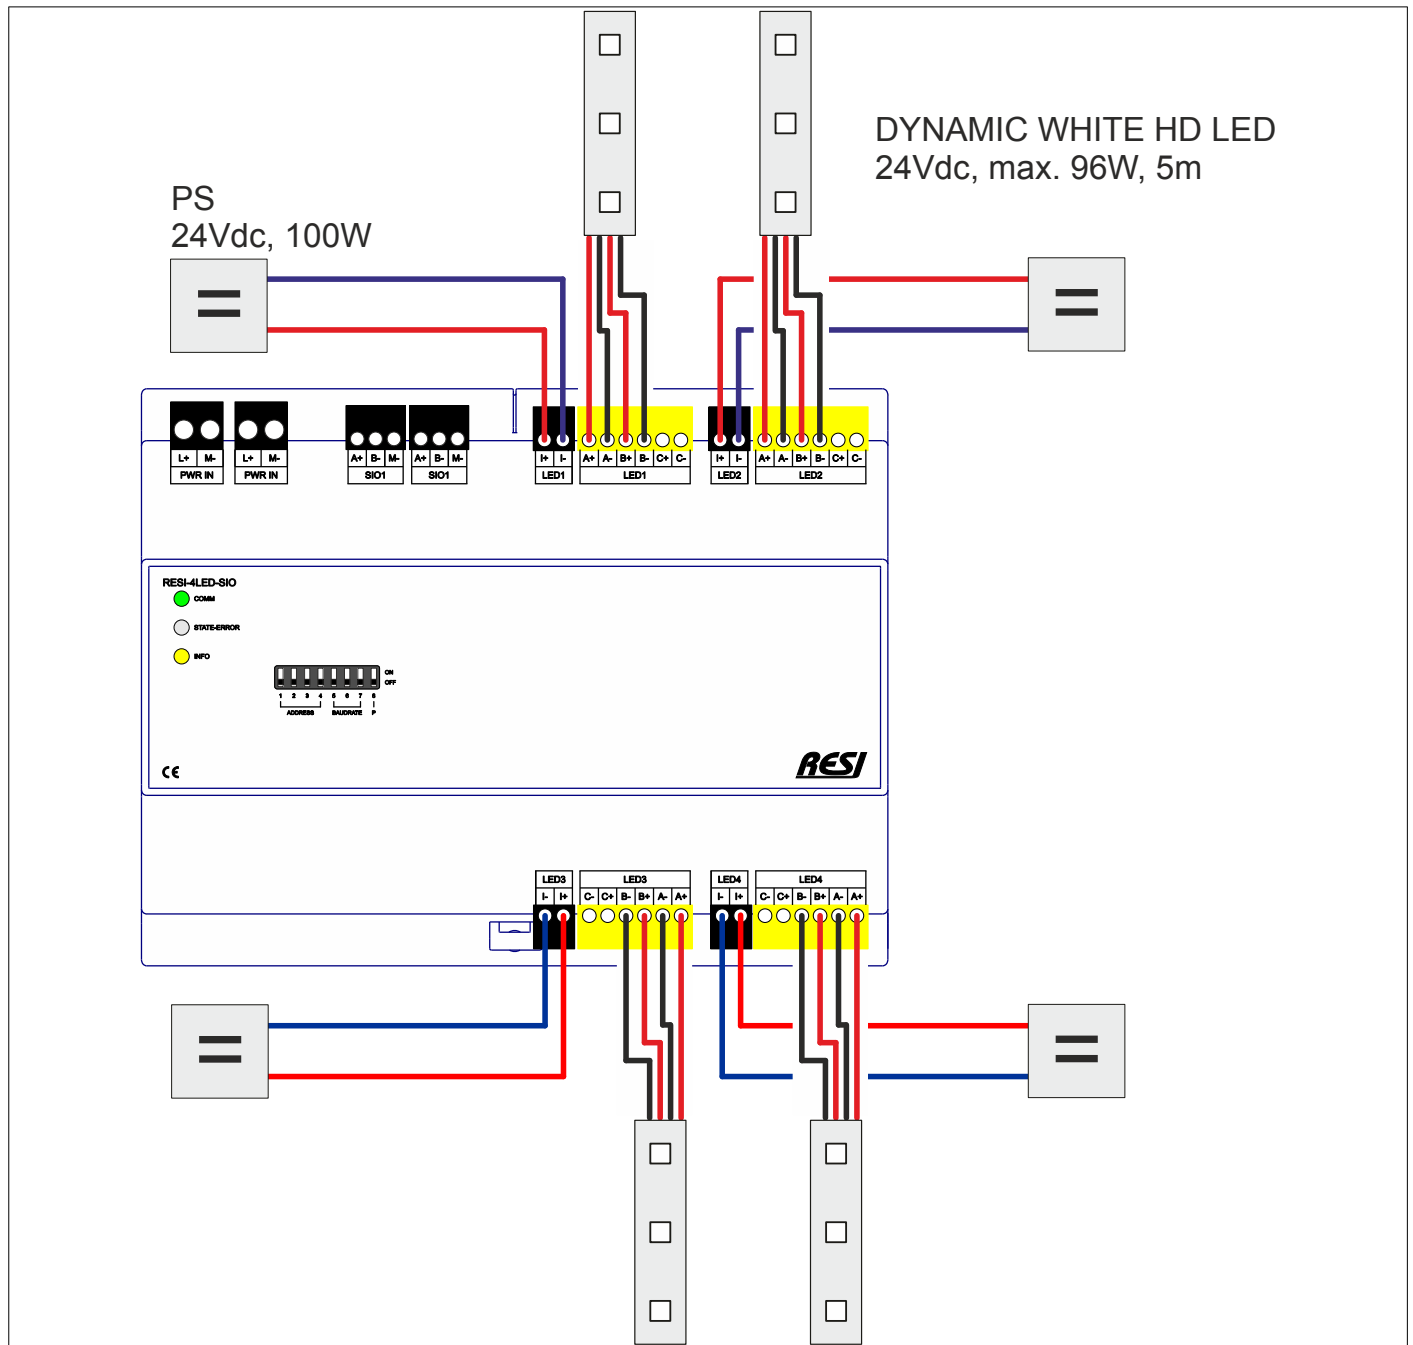 DYNAMIC WHITE HD LED
24Vdc, max. 96W, 5m
PS
24Vdc, 100W
L+ M- L+ M- A+ B- M- A+ B- M- I+ I- A+ A- B+ B- C+ C- I+ I- A+ A- B+ B- C+ C-
PWR IN PWR IN SIO1 SIO1 LED1 LED1 LED2 LED2
RESI-4LED-SIO
COMM
STATE-ERROR
INFO
ON
OFF
1 2 3 4 5 6 7 8
ADDRESS BAUDRATE P
CE RESI
LED3 LED3 LED4 LED4
I- I+ C- C+ B- B+ A- A+ I- I+ C- C+ B- B+ A- A+